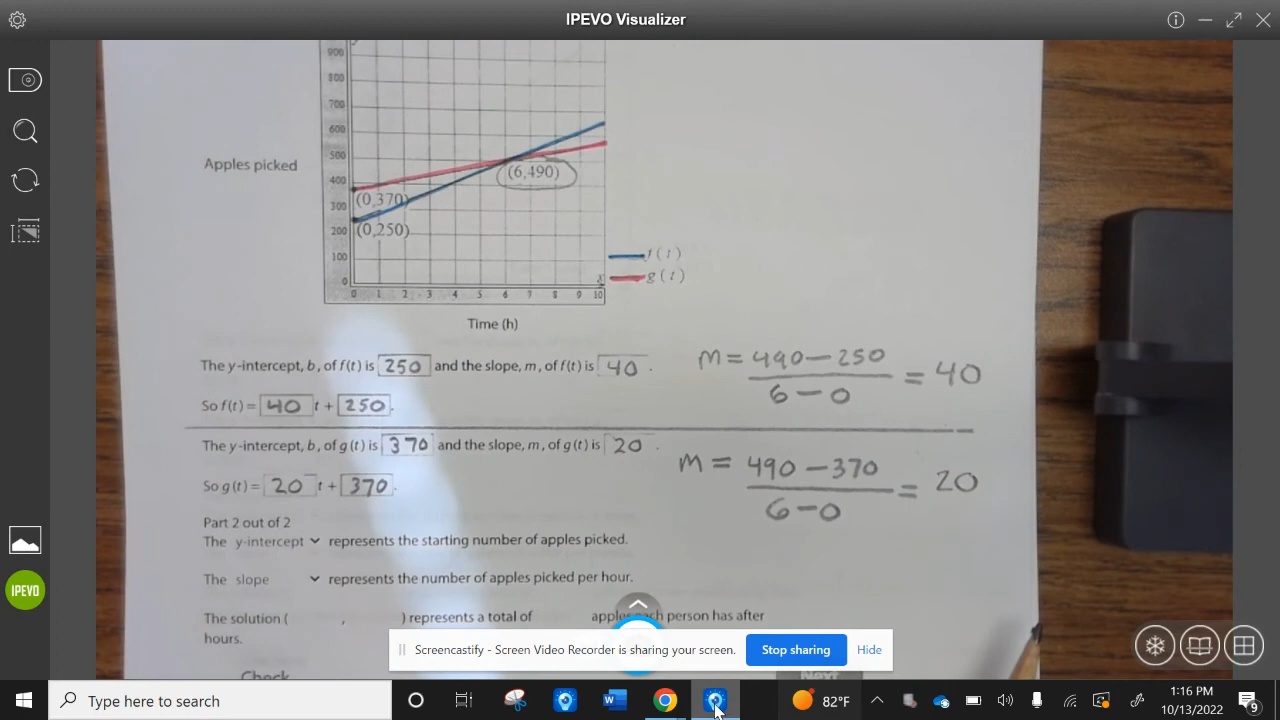 IPEVO Visualizer
900
800
700
600
500
400
300
200
100
0
Apples picked
(6,490)
(0,370)
(0,250)
f(t)
g(t)
x
0 1 2 3 4 5 6 7 8 9 10
Time (h)
The y-intercept, b, of f(t) is 250 and the slope, m, of f(t) is 40.
m = 490 – 250 / 6 – 0 = 40
So f(t) = 40 t + 250.
The y-intercept, b, of g(t) is 370 and the slope, m, of g(t) is 20.
m = 490 – 370 / 6 – 0 = 20
So g(t) = 20 t + 370.
Part 2 out of 2
The y-intercept represents the starting number of apples picked.
The slope represents the number of apples picked per hour.
The solution ( , ) represents a total of apples each person has after
hours.
Check
Next
IPEVO
Screencastify - Screen Video Recorder is sharing your screen.
Stop sharing
Hide
Type here to search
82°F
1:16 PM
10/13/2022
9